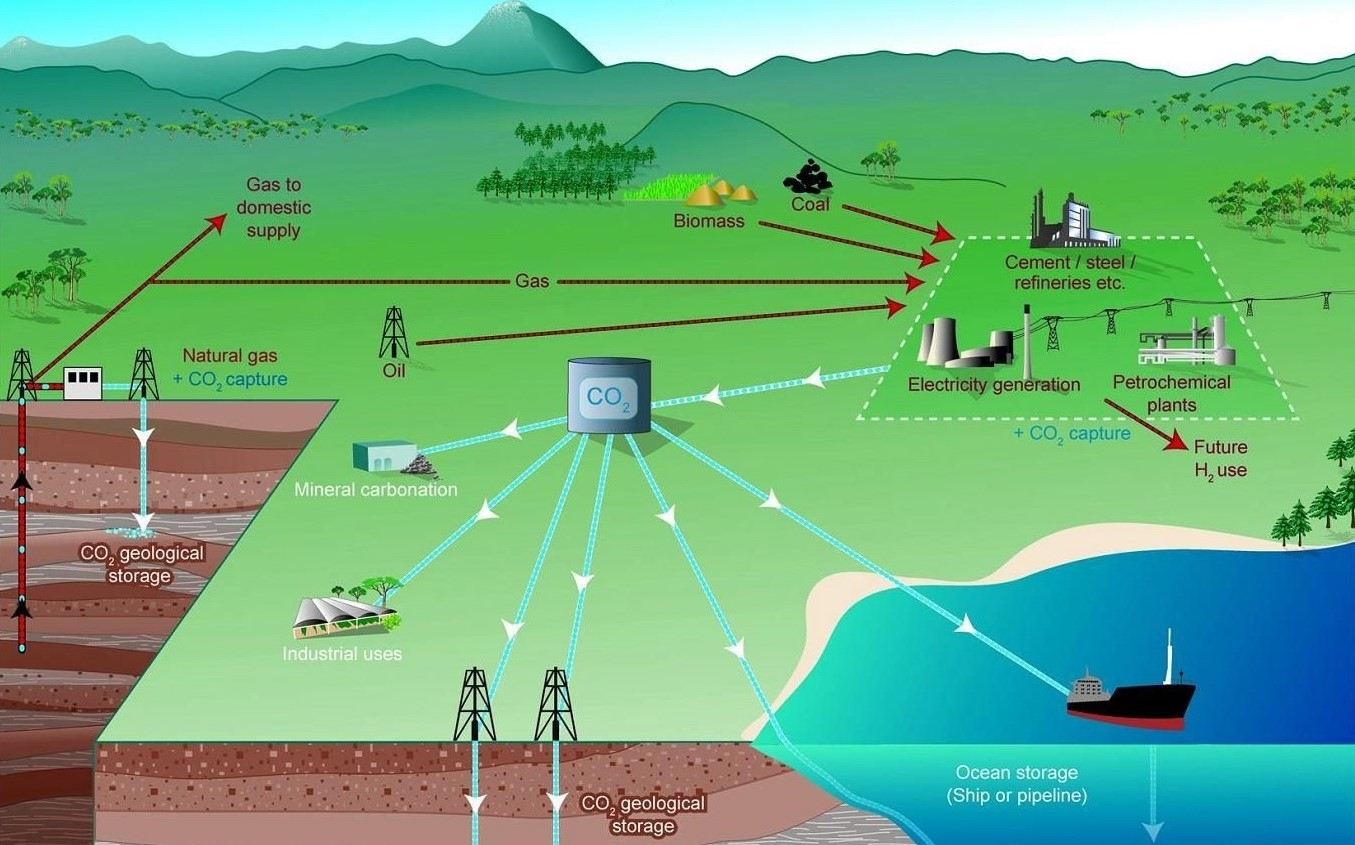 Gas to
domestic
supply
Biomass
Coal
Cement / steel /
refineries etc.
Gas
Oil
Natural gas
+ CO₂ capture
CO₂
Electricity generation
Petrochemical
plants
+ CO₂ capture
Future
H₂ use
Mineral carbonation
CO₂ geological
storage
Industrial uses
Ocean storage
(Ship or pipeline)
CO₂ geological
storage